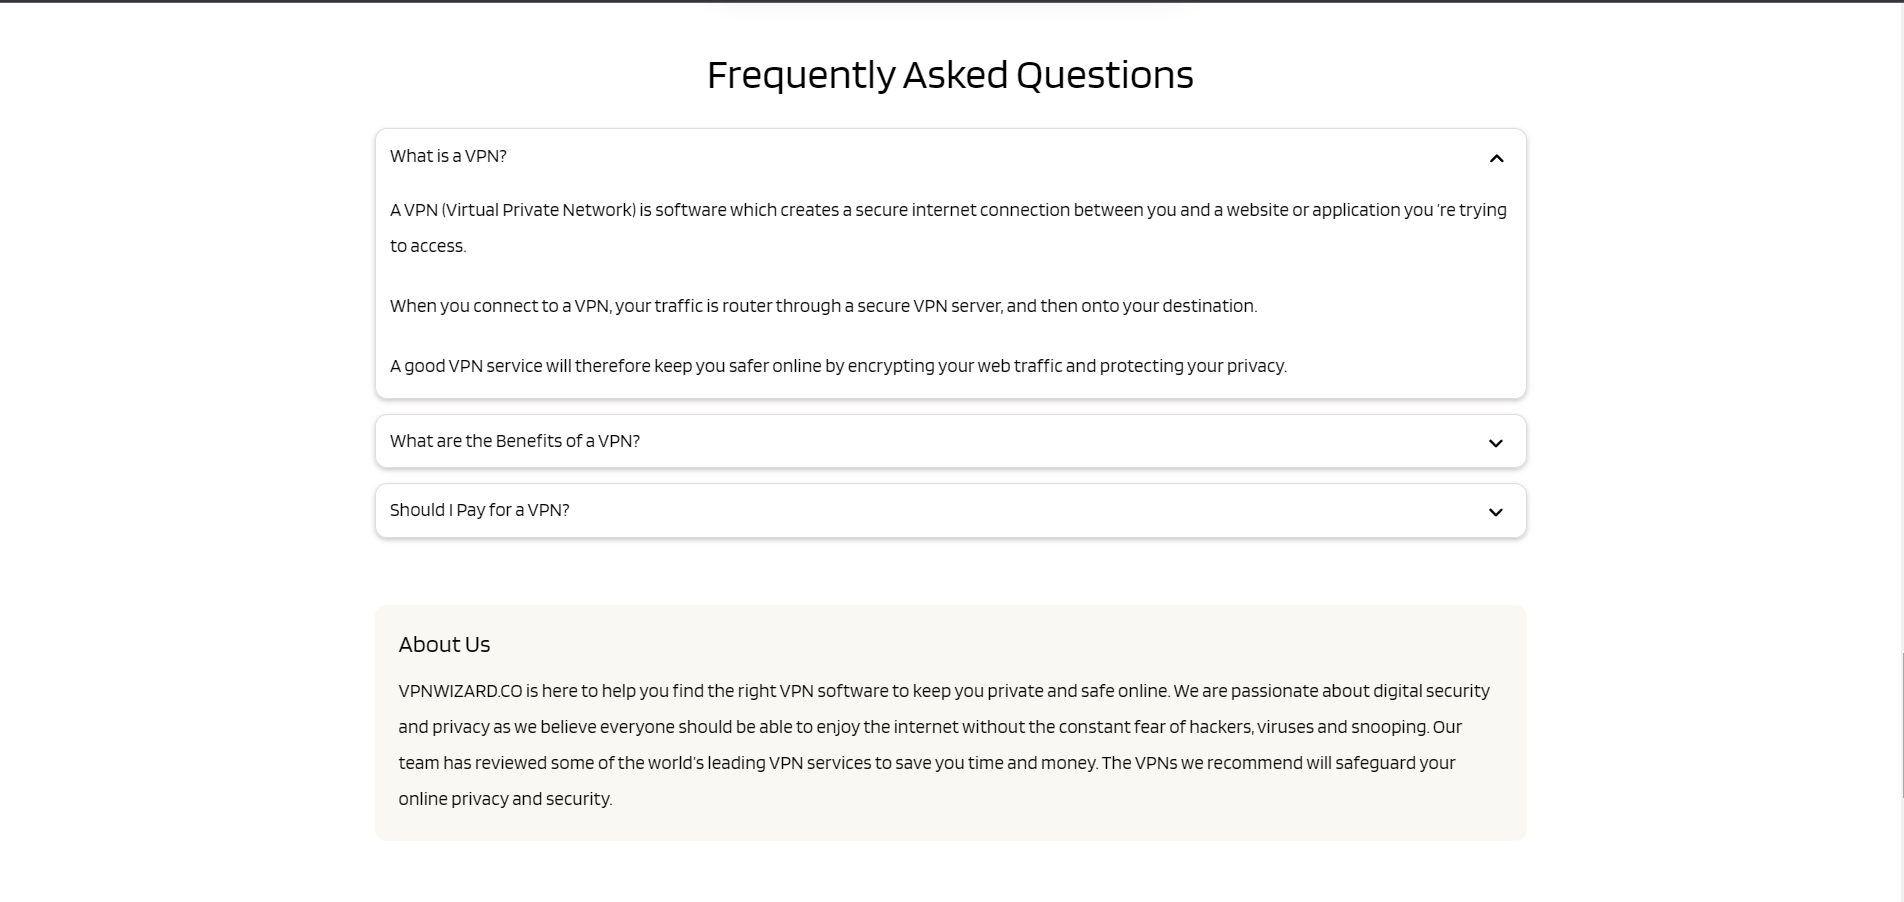 Frequently Asked Questions
What is a VPN?
A VPN (Virtual Private Network) is software which creates a secure internet connection between you and a website or application you 're trying
to access.
When you connect to a VPN, your traffic is router through a secure VPN server, and then onto your destination.
A good VPN service will therefore keep you safer online by encrypting your web traffic and protecting your privacy.
What are the Benefits of a VPN?
Should I Pay for a VPN?
About Us
VPNWIZARD.CO is here to help you find the right VPN software to keep you private and safe online. We are passionate about digital security
and privacy as we believe everyone should be able to enjoy the internet without the constant fear of hackers, viruses and snooping. Our
team has reviewed some of the world's leading VPN services to save you time and money. The VPNs we recommend will safeguard your
online privacy and security.